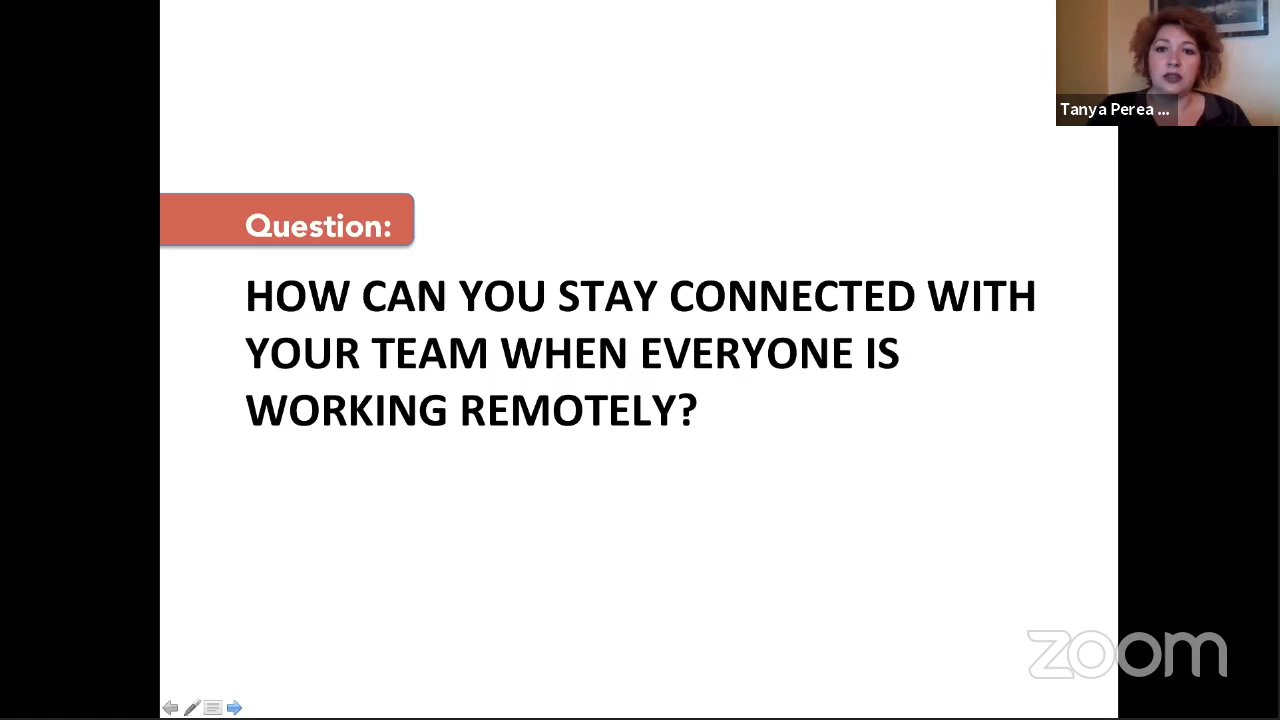 Tanya Perea ...
Question:
HOW CAN YOU STAY CONNECTED WITH
YOUR TEAM WHEN EVERYONE IS
WORKING REMOTELY?
zoom